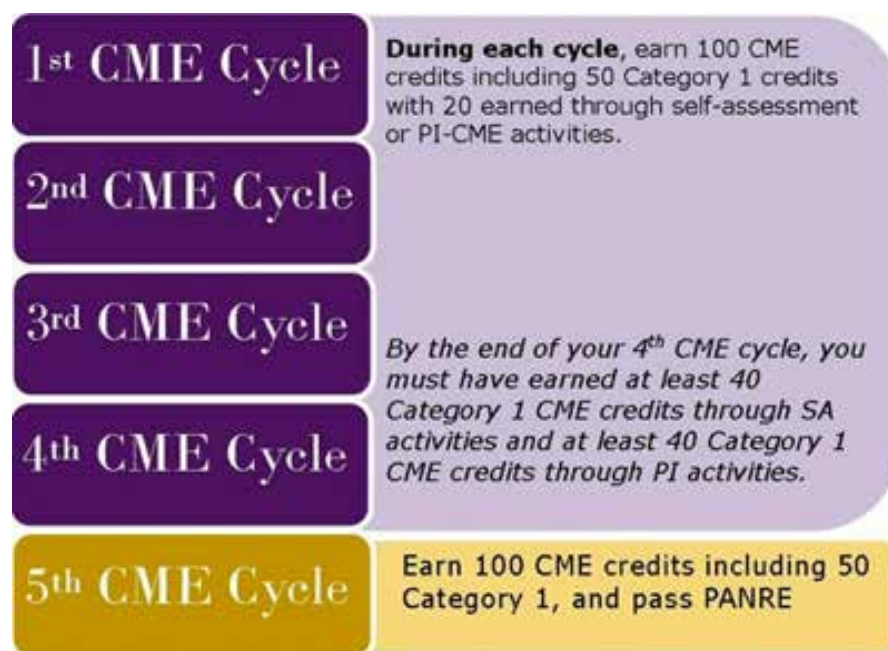 1st CME Cycle
During each cycle, earn 100 CME
credits including 50 Category 1 credits
with 20 earned through self-assessment
or PI-CME activities.
2nd CME Cycle
3rd CME Cycle
By the end of your 4th CME cycle, you
must have earned at least 40
Category 1 CME credits through SA
activities and at least 40 Category 1
CME credits through PI activities.
4th CME Cycle
5th CME Cycle
Earn 100 CME credits including 50
Category 1, and pass PANRE